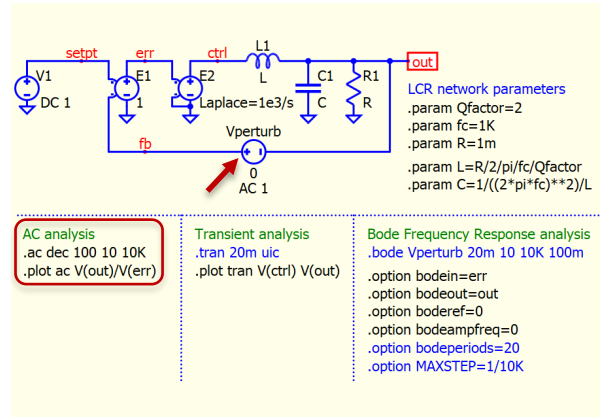 setpt
err
ctrl
L1
L
out
V1
DC 1
E1
1
E2
Laplace=1e3/s
C1
C
R1
R
fb
Vperturb
0
AC 1
LCR network parameters
.param Qfactor=2
.param fc=1K
.param R=1m
.param L=R/2/pi/fc/Qfactor
.param C=1/((2*pi*fc)**2)/L
AC analysis
.ac dec 100 10 10K
.plot ac V(out)/V(err)
Transient analysis
.tran 20m uic
.plot tran V(ctrl) V(out)
Bode Frequency Response analysis
.bode Vperturb 20m 10 10K 100m
.option bodein=err
.option bodeout=out
.option boderef=0
.option bodeampfreq=0
.option bodeperiods=20
.option MAXSTEP=1/10K